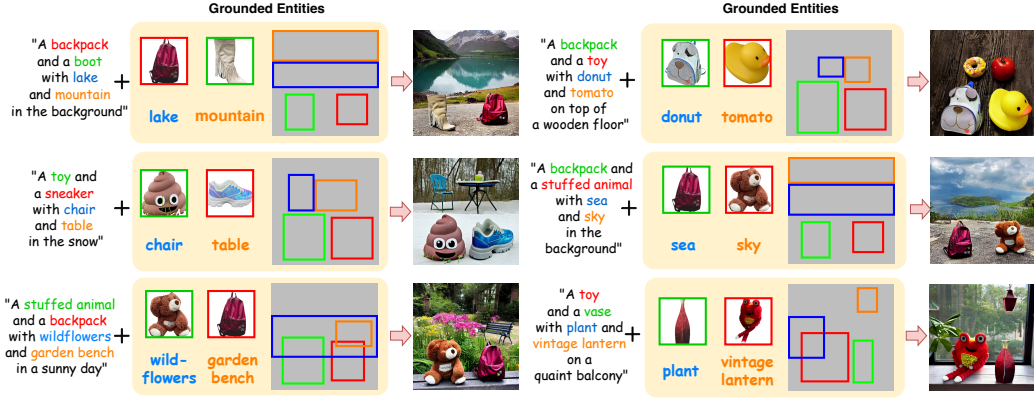 Grounded Entities
"A backpack
and a boot
with lake
and mountain
in the background"
+
lake
mountain
"A toy and
a sneaker
with chair
and table
in the snow"
+
chair
table
"A stuffed animal
and a backpack
with wildflowers
and garden bench
in a sunny day"
+
wild-
flowers
garden
bench
Grounded Entities
"A backpack
and a toy
with donut
and tomato
on top of
a wooden floor"
+
donut
tomato
"A backpack and
a stuffed animal
with sea
and sky
in the
background"
+
sea
sky
"A toy
and a vase
with plant and
vintage lantern
on a
quaint balcony"
+
plant
vintage
lantern